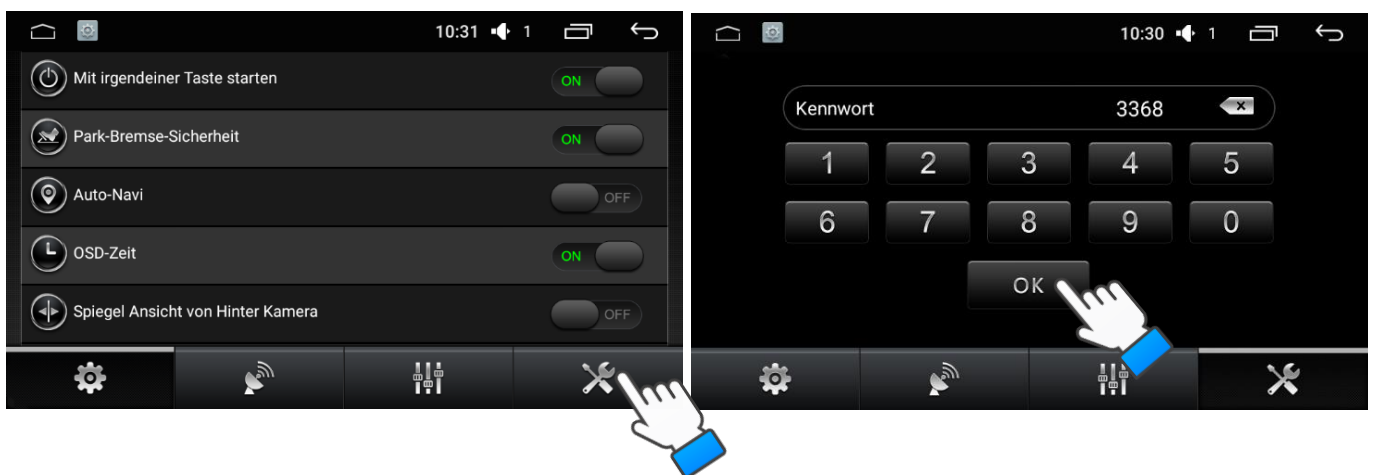 10:31 1
Mit irgendeiner Taste starten ON
Park-Bremse-Sicherheit ON
Auto-Navi OFF
OSD-Zeit ON
Spiegel Ansicht von Hinter Kamera OFF
10:30 1
Kennwort 3368
1 2 3 4 5
6 7 8 9 0
OK